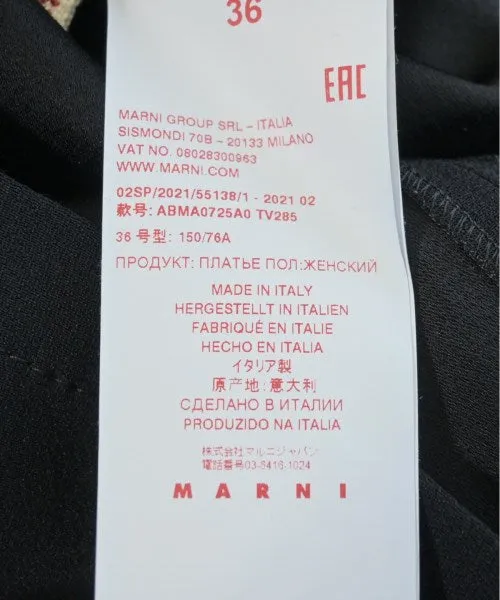 36
EAC
MARNI GROUP SRL - ITALIA
SISMONDI 70B - 20133 MILANO
VAT NO. 08028300963
WWW.MARNI.COM
02SP/2021/55138/1 - 2021 02
款号: ABMA0725A0 TV285
36 号型: 150/76A
ПРОДУКТ: ПЛАТЬЕ ПОЛ:ЖЕНСКИЙ
MADE IN ITALY
HERGESTELLT IN ITALIEN
FABRIQUÉ EN ITALIE
HECHO EN ITALIA
イタリア製
原产地: 意大利
СДЕЛАНО В ИТАЛИИ
PRODUZIDO NA ITALIA
株式会社マルニジャパン
電話番号03-6416-1024
MARNI